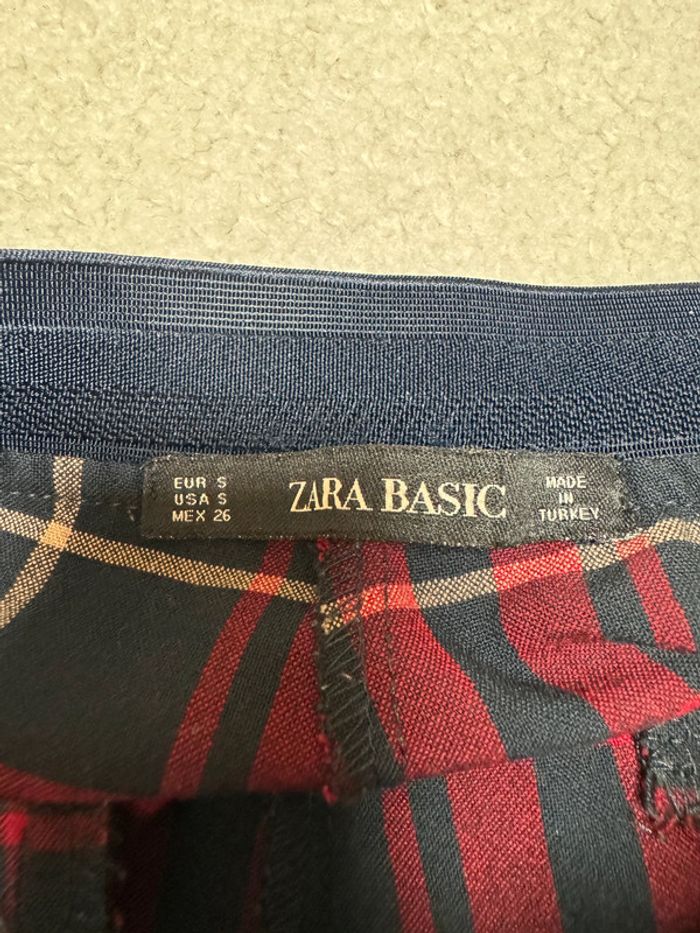 EUR S
USA S
MEX 26
ZARA BASIC
MADE
IN
TURKEY